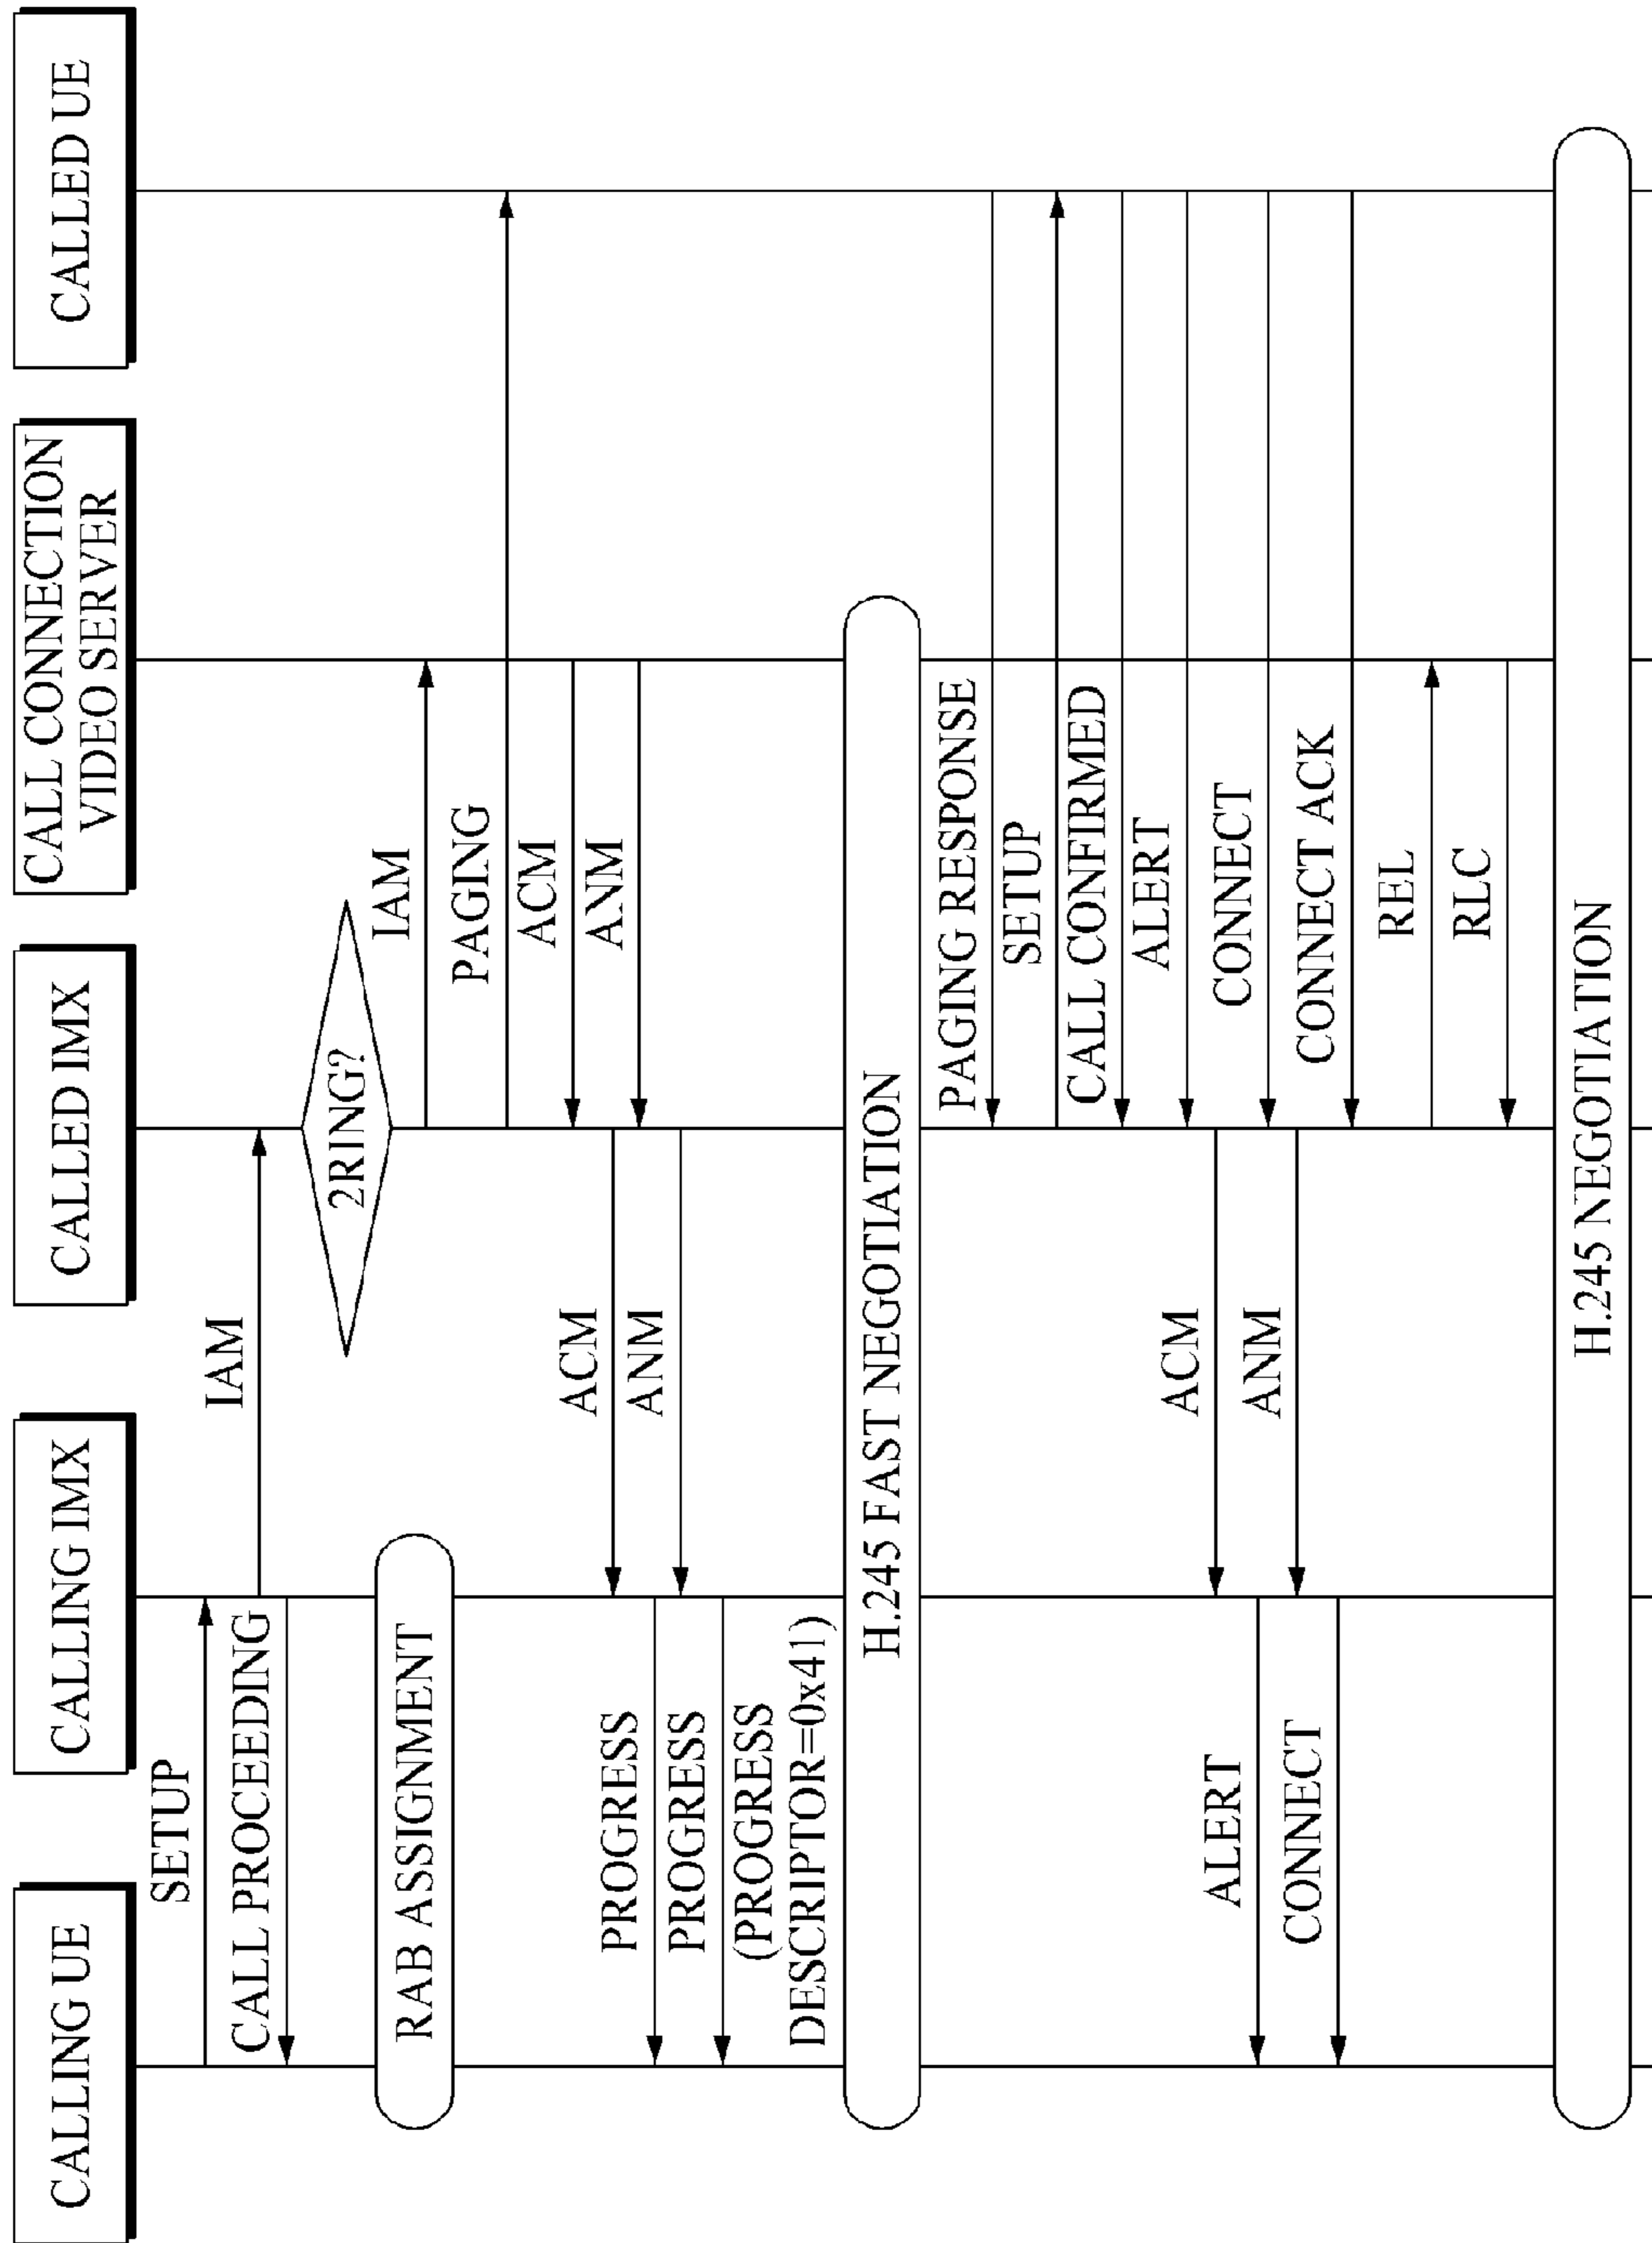 CALLING UE
CALLING IMX
CALLED IMX
CALL CONNECTION
VIDEO SERVER
CALLED UE
SETUP
IAM
CALL PROCEEDING
2RING?
RAB ASSIGNMENT
IAM
PAGING
ACM
ACM
PROGRESS
ANM
ANM
PROGRESS
(PROGRESS
DESCRIPTOR=0x41)
H.245 FAST NEGOTIATION
PAGING RESPONSE
SETUP
CALL CONFIRMED
ALERT
ACM
ALERT
CONNECT
ANM
CONNECT
CONNECT ACK
REL
RLC
H.245 NEGOTIATION